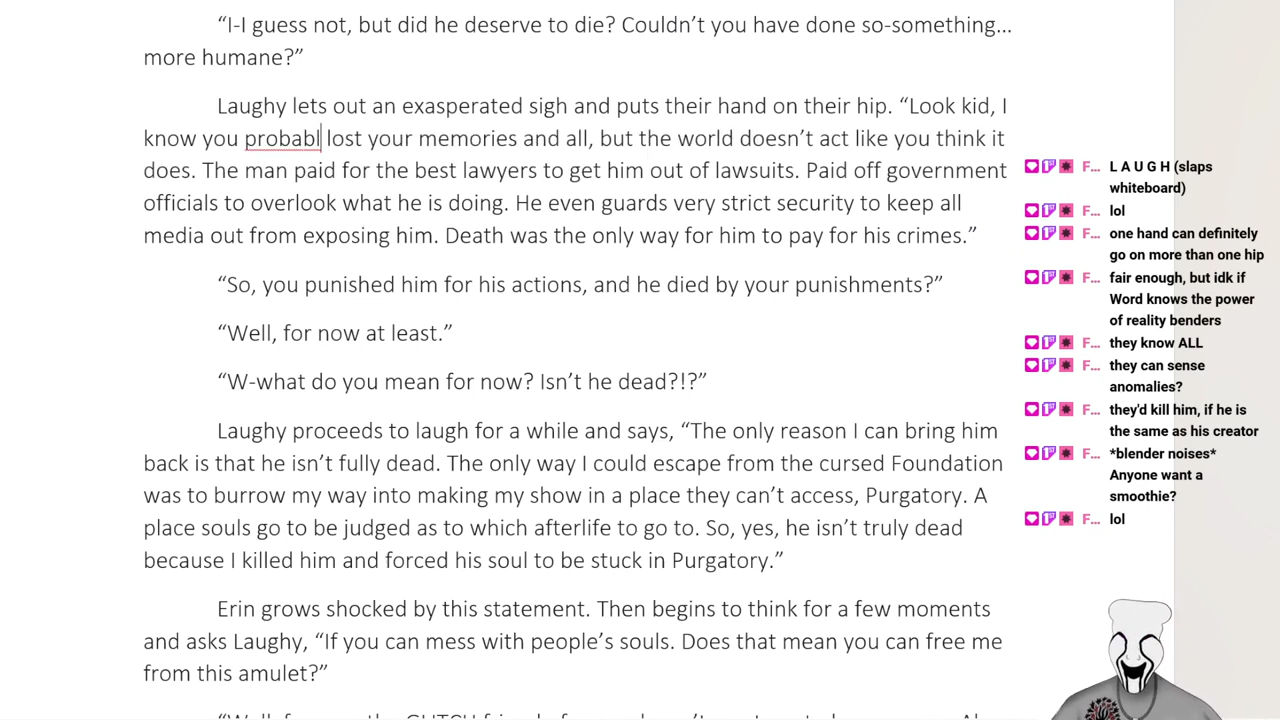 “I-I guess not, but did he deserve to die? Couldn’t you have done so-something…
more humane?”
Laughy lets out an exasperated sigh and puts their hand on their hip. “Look kid, I
know you probabl lost your memories and all, but the world doesn’t act like you think it
does. The man paid for the best lawyers to get him out of lawsuits. Paid off government
officials to overlook what he is doing. He even guards very strict security to keep all
media out from exposing him. Death was the only way for him to pay for his crimes.”
“So, you punished him for his actions, and he died by your punishments?”
“Well, for now at least.”
“W-what do you mean for now? Isn’t he dead?!?”
Laughy proceeds to laugh for a while and says, “The only reason I can bring him
back is that he isn’t fully dead. The only way I could escape from the cursed Foundation
was to burrow my way into making my show in a place they can’t access, Purgatory. A
place souls go to be judged as to which afterlife to go to. So, yes, he isn’t truly dead
because I killed him and forced his soul to be stuck in Purgatory.”
Erin grows shocked by this statement. Then begins to think for a few moments
and asks Laughy, “If you can mess with people’s souls. Does that mean you can free me
from this amulet?”
F... L A U G H (slaps
whiteboard)
F... lol
F... one hand can definitely
go on more than one hip
F... fair enough, but idk if
Word knows the power
of reality benders
F... they know ALL
F... they can sense
anomalies?
F... they'd kill him, if he is
the same as his creator
F... *blender noises*
Anyone want a
smoothie?
F... lol